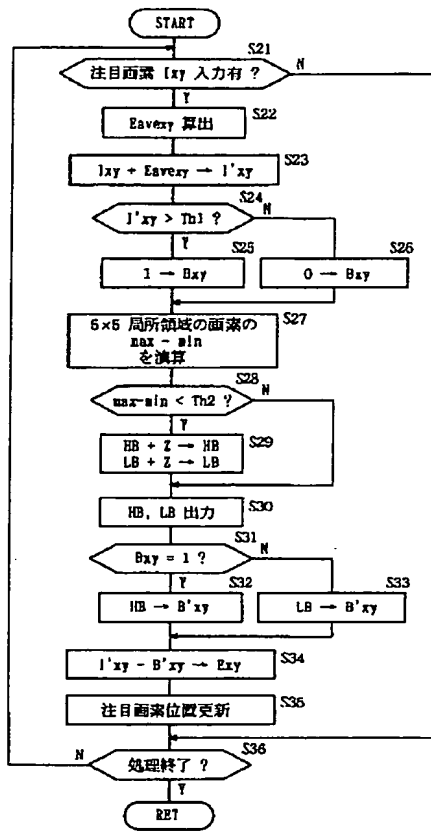 START
S21
注目画素 Ixy 入力有 ?
N
Y
S22
Eavexy 算出
S23
Ixy + Eavexy → I'xy
S24
I'xy > Th1 ?
N
Y
S25
1 → Bxy
S26
0 → Bxy
S27
5×5 局所領域の画素の
max - min
を演算
S28
max-min < Th2 ?
N
Y
S29
HB + Z → HB
LB + Z → LB
S30
HB, LB 出力
S31
Bxy = 1 ?
N
Y
S32
HB → B'xy
S33
LB → B'xy
S34
I'xy - B'xy → Exy
S35
注目画素位置更新
S36
N
処理終了 ?
Y
RET